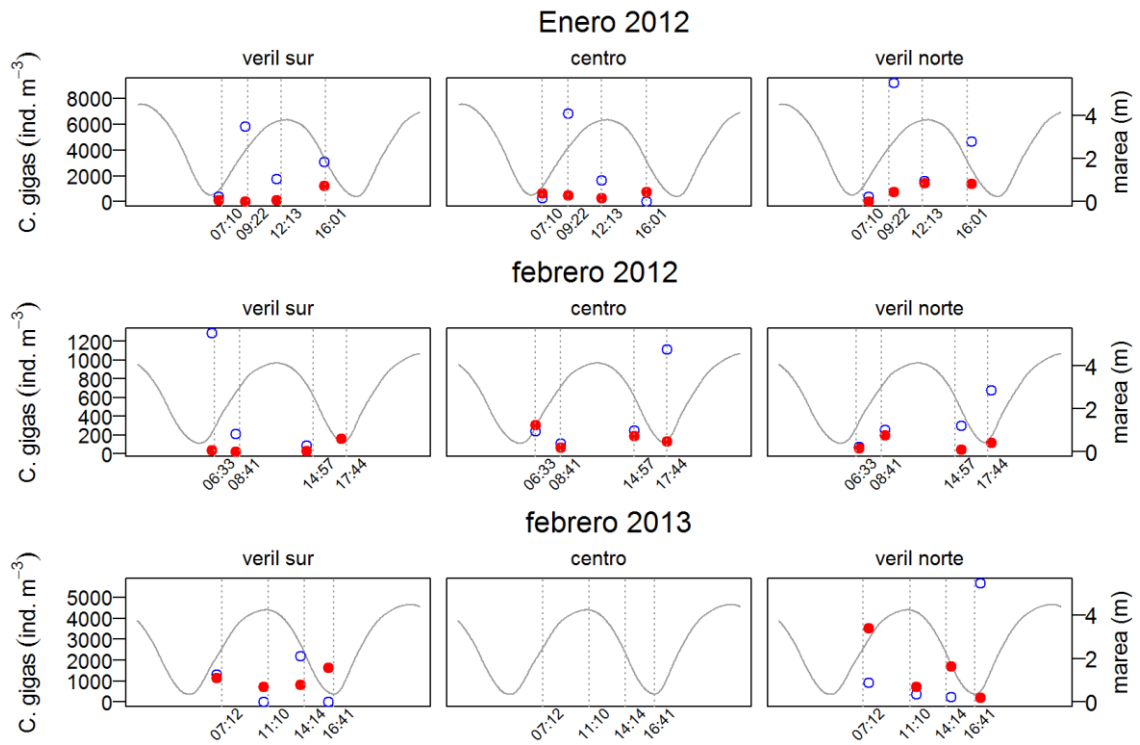 Enero 2012
veril sur centro veril norte
C. gigas (ind. m⁻³)
8000
6000
4000
2000
0
4
2
0
marea (m)
07:10 09:22 12:13 16:01 07:10 09:22 12:13 16:01 07:10 09:22 12:13 16:01
febrero 2012
veril sur centro veril norte
C. gigas (ind. m⁻³)
1200
1000
800
600
400
200
0
4
2
0
marea (m)
06:33 08:41 14:57 17:44 06:33 08:41 14:57 17:44 06:33 08:41 14:57 17:44
febrero 2013
veril sur centro veril norte
C. gigas (ind. m⁻³)
5000
4000
3000
2000
1000
0
4
2
0
marea (m)
07:12 11:10 14:14 16:41 07:12 11:10 14:14 16:41 07:12 11:10 14:14 16:41